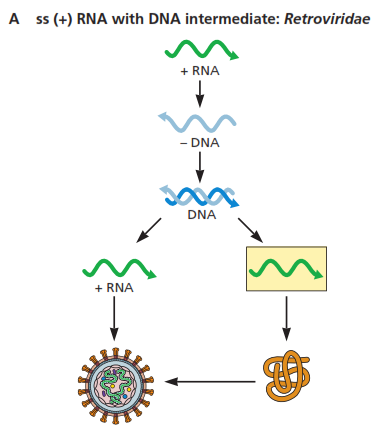 A ss (+) RNA with DNA intermediate: Retroviridae
+ RNA
– DNA
DNA
+ RNA